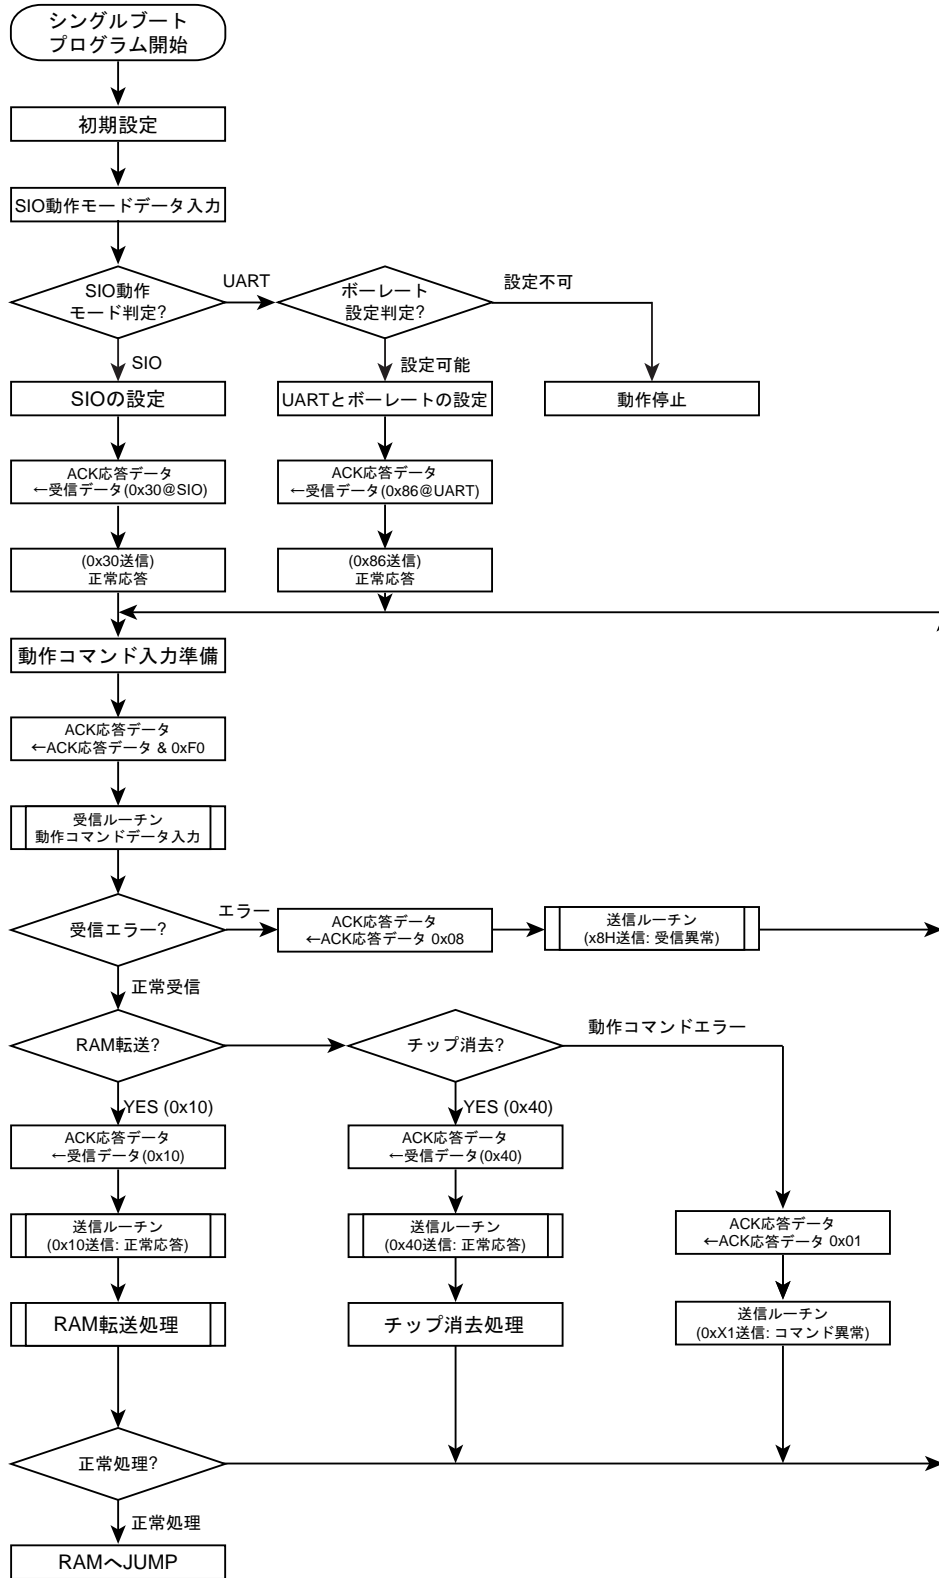 シングルブート
プログラム開始
初期設定
SIO動作モードデータ入力
SIO動作
モード判定?
UART
ボーレート
設定判定?
設定不可
SIO
設定可能
SIOの設定
UARTとボーレートの設定
動作停止
ACK応答データ
←受信データ(0x30@SIO)
ACK応答データ
←受信データ(0x86@UART)
(0x30送信)
正常応答
(0x86送信)
正常応答
動作コマンド入力準備
ACK応答データ
←ACK応答データ & 0xF0
受信ルーチン
動作コマンドデータ入力
受信エラー?
エラー
ACK応答データ
←ACK応答データ 0x08
送信ルーチン
(x8H送信: 受信異常)
正常受信
RAM転送?
チップ消去?
動作コマンドエラー
YES (0x10)
YES (0x40)
ACK応答データ
←受信データ(0x10)
ACK応答データ
←受信データ(0x40)
送信ルーチン
(0x10送信: 正常応答)
送信ルーチン
(0x40送信: 正常応答)
ACK応答データ
←ACK応答データ 0x01
RAM転送処理
チップ消去処理
送信ルーチン
(0xX1送信: コマンド異常)
正常処理?
正常処理
RAMへJUMP